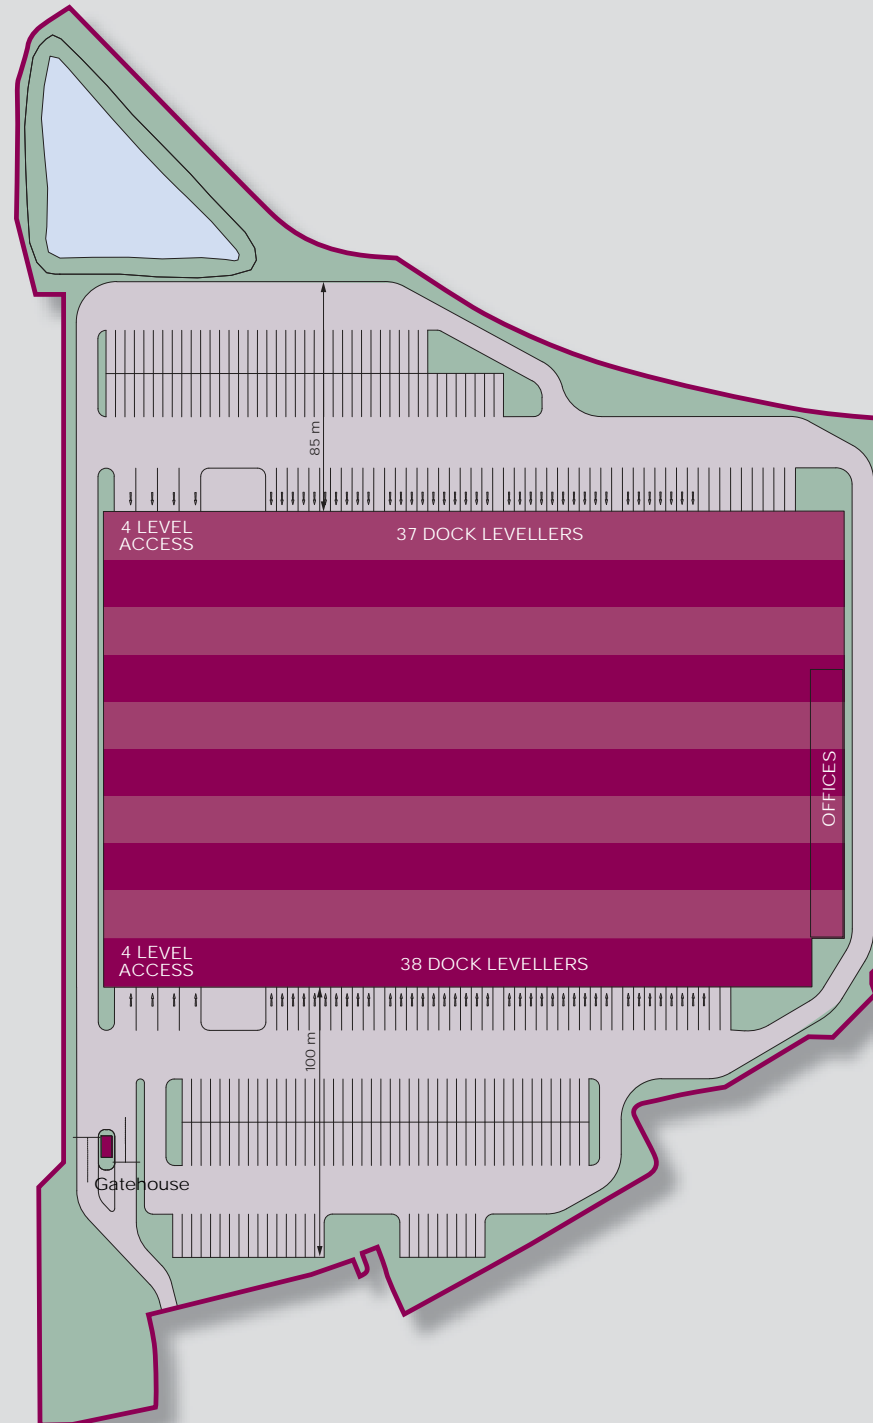 85 m
4 LEVEL
ACCESS
37 DOCK LEVELLERS
OFFICES
4 LEVEL
ACCESS
38 DOCK LEVELLERS
100 m
Gatehouse